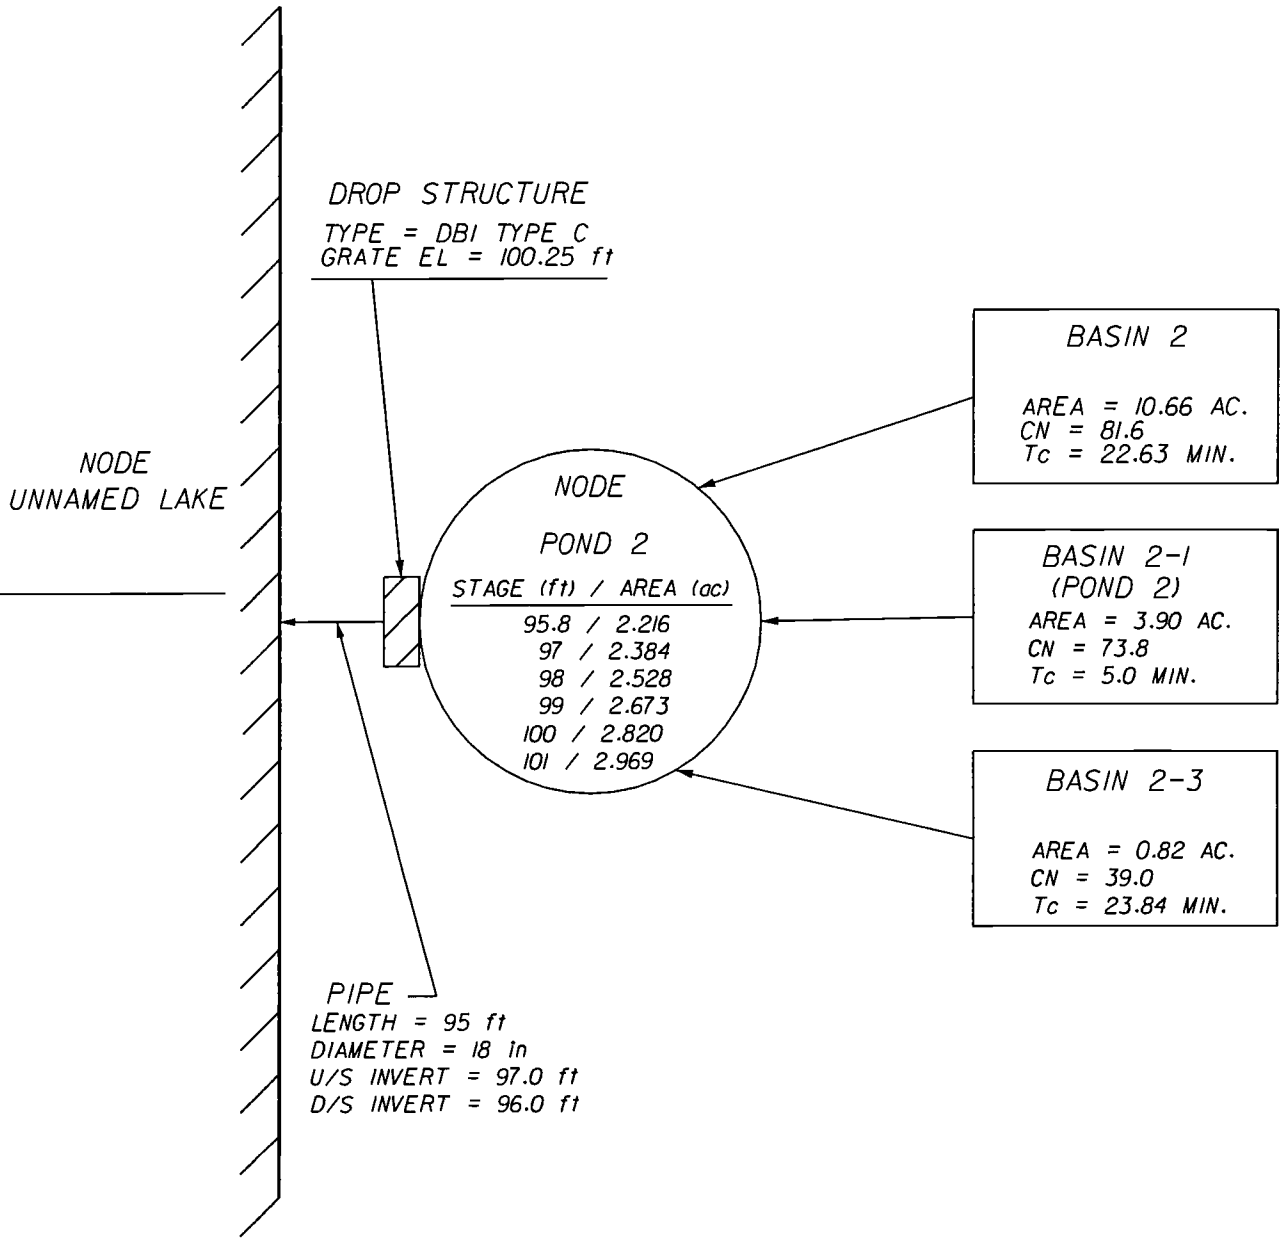 DROP STRUCTURE
TYPE = DBI TYPE C
GRATE EL = 100.25 ft
NODE
UNNAMED LAKE
NODE
POND 2
STAGE (ft) / AREA (ac)
95.8 / 2.216
97 / 2.384
98 / 2.528
99 / 2.673
100 / 2.820
101 / 2.969
BASIN 2
AREA = 10.66 AC.
CN = 81.6
Tc = 22.63 MIN.
BASIN 2-1
(POND 2)
AREA = 3.90 AC.
CN = 73.8
Tc = 5.0 MIN.
BASIN 2-3
AREA = 0.82 AC.
CN = 39.0
Tc = 23.84 MIN.
PIPE
LENGTH = 95 ft
DIAMETER = 18 in
U/S INVERT = 97.0 ft
D/S INVERT = 96.0 ft